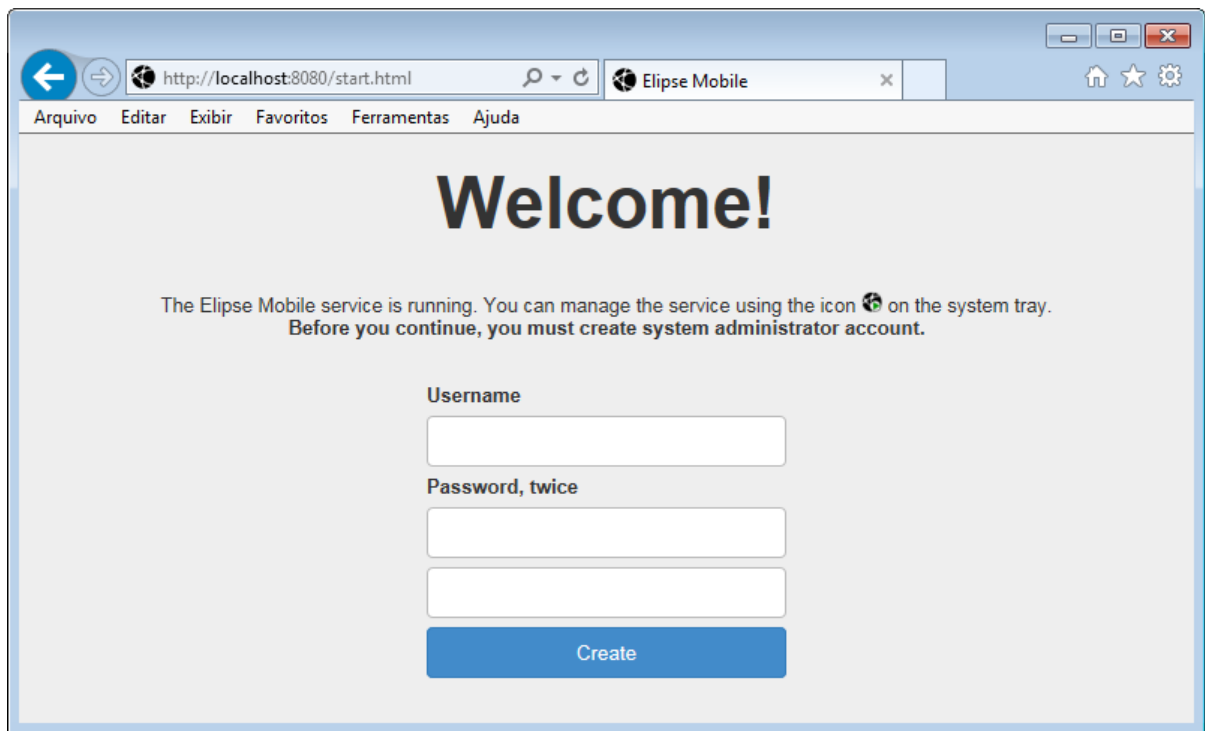 http://localhost:8080/start.html
Elipse Mobile
Arquivo Editar Exibir Favoritos Ferramentas Ajuda
Welcome!
The Elipse Mobile service is running. You can manage the service using the icon on the system tray.
Before you continue, you must create system administrator account.
Username
Password, twice
Create